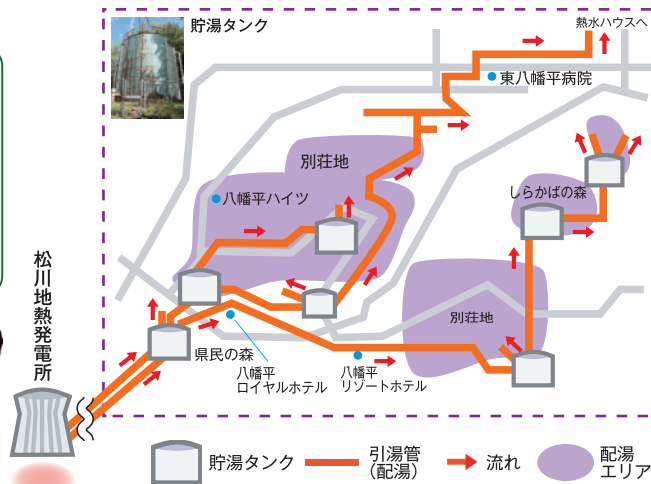 貯湯タンク
熱水ハウスへ
東八幡平病院
別荘地
しらかばの森
八幡平ハイツ
別荘地
松川地熱発電所
県民の森
八幡平
ロイヤルホテル
八幡平
リゾートホテル
貯湯タンク
引湯管
(配湯)
流れ
配湯
エリア